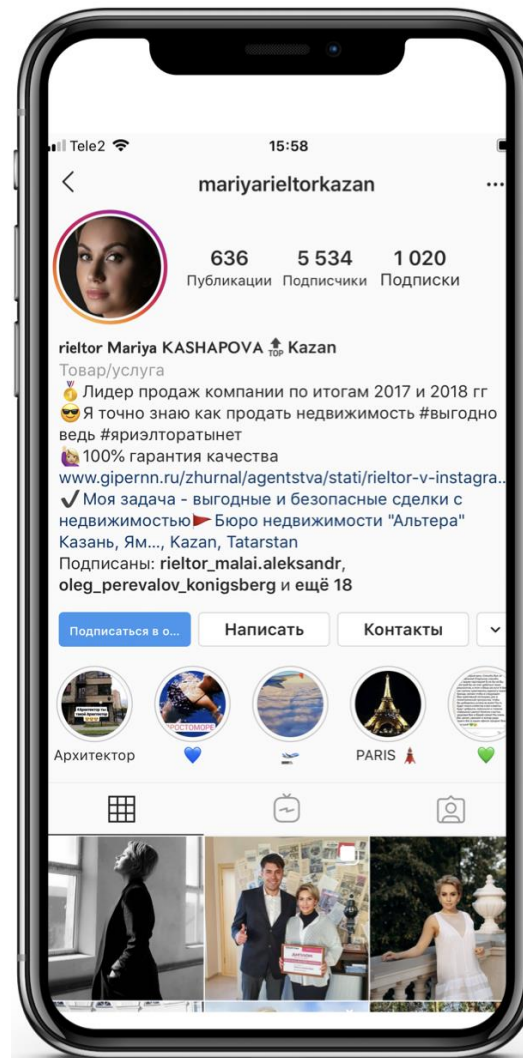 Tele2
15:58
mariyarieltorkazan
636
5 534
1 020
Публикации
Подписчики
Подписки
rieltor Mariya KASHAPOVA 🔝 Kazan
Товар/услуга
🏅Лидер продаж компании по итогам 2017 и 2018 гг
😎Я точно знаю как продать недвижимость #выгодно
ведь #яриэлторатынет
🙋🏼‍♀️100% гарантия качества
www.gipernn.ru/zhurnal/agentstva/stati/rieltor-v-instagra...
✔️Моя задача - выгодные и безопасные сделки с
недвижимостью🚩Бюро недвижимости "Альтера"
Казань, Ям..., Kazan, Tatarstan
Подписаны: rieltor_malai.aleksandr,
oleg_perevalov_konigsberg и ещё 18
Подписаться в о...
Написать
Контакты
ПРОСТОМОРЕ
Архитектор
💙
🛫
PARIS 🗼
💚